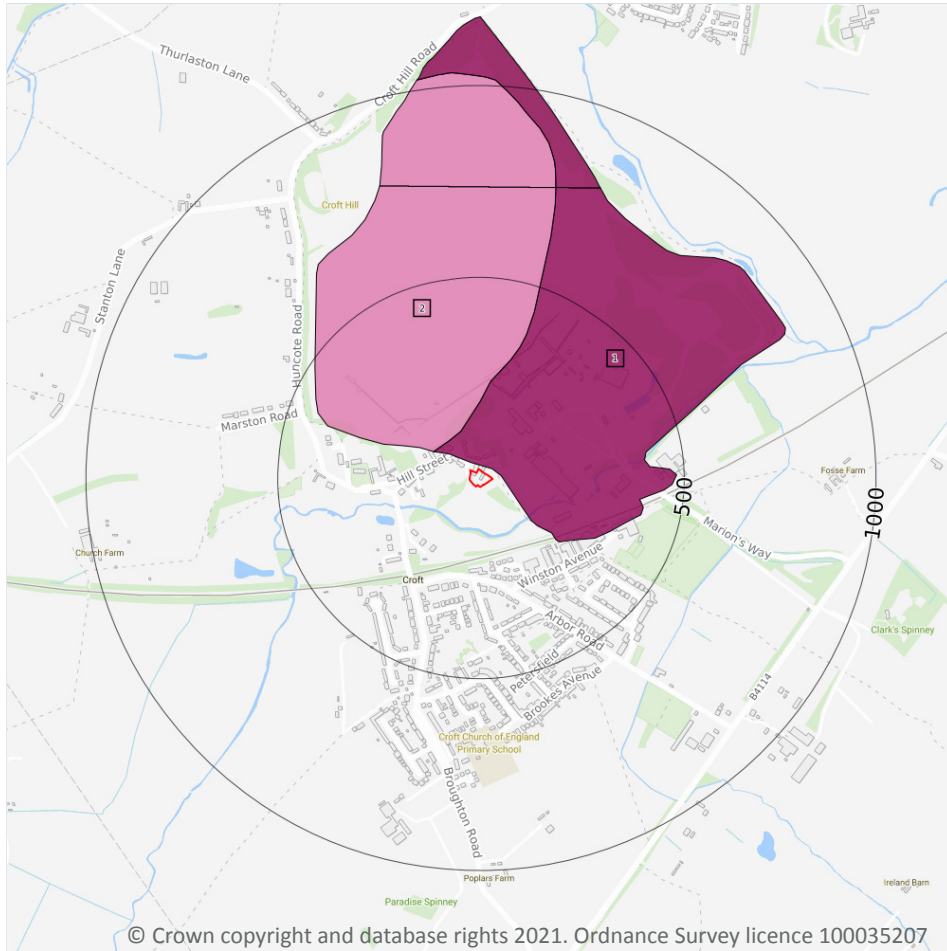 Thurlaston Lane
Croft Hill Road
Croft Hill
Stanton Lane
Huncote Road
2
1
Marston Road
Hill Street
500
1000
Fosse Farm
Marion's Way
Church Farm
Winston Avenue
Croft
Arbor Road
Clark's Spinney
Petersfield
B4114
Brookes Avenue
Croft Church of England
Primary School
Broughton Road
Poplars Farm
Ireland Barn
Paradise Spinney
© Crown copyright and database rights 2021. Ordnance Survey licence 100035207